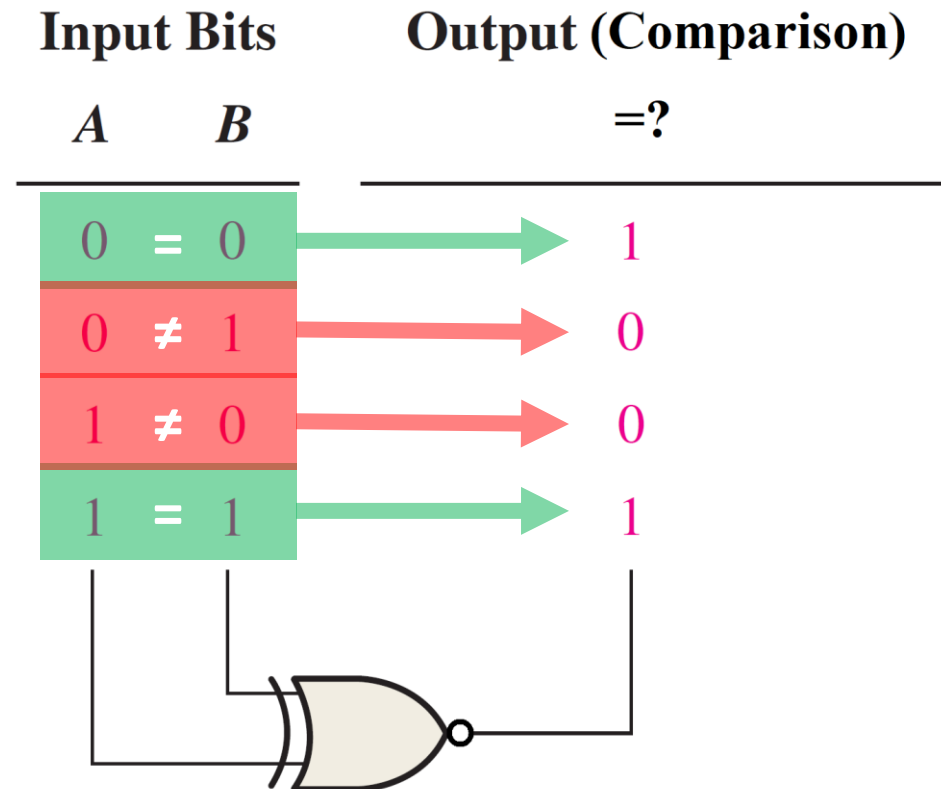 Input Bits Output (Comparison)
A B =?
0 = 0 1
0 ≠ 1 0
1 ≠ 0 0
1 = 1 1